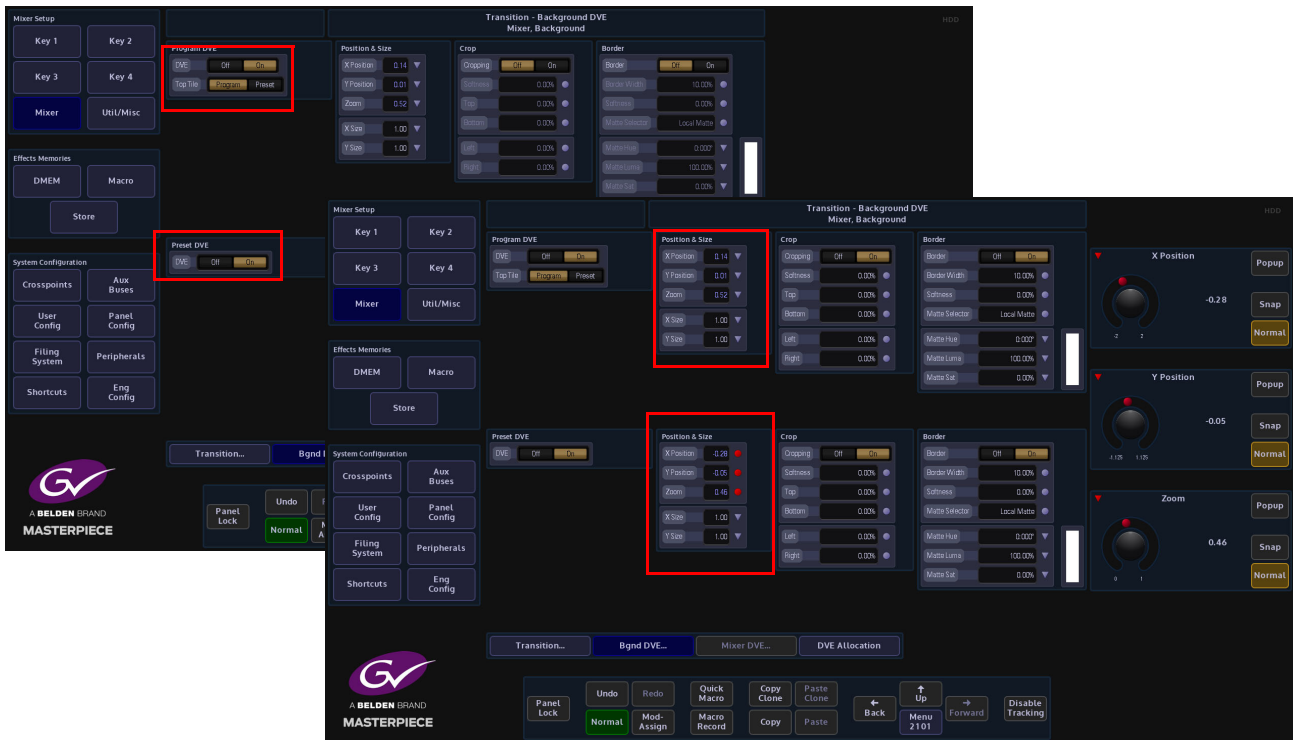 Mixer Setup
Key 1
Key 2
Key 3
Key 4
Mixer
Util/Misc
Effects Memories
DMEM
Macro
Store
System Configuration
Crosspoints
Aux
Buses
User
Config
Panel
Config
Filing
System
Peripherals
Shortcuts
Eng
Config
GV
A BELDEN BRAND
MASTERPIECE
Transition - Background DVE
Mixer, Background
HDD
Program DVE
DVE Off On
Top Tile Program Preset
Position & Size
X Position 0.14
Y Position 0.01
Zoom 0.52
X Size 1.00
Y Size 1.00
Crop
Cropping Off On
Softness 0.00%
Top 0.00%
Bottom 0.00%
Left 0.00%
Right 0.00%
Border
Border Off On
Border Width 10.00%
Softness 0.00%
Matte Selector Local Matte
Matte Hue 0.000°
Matte Luma 100.00%
Matte Sat 0.00%
Preset DVE
DVE Off On
Transition...
Bgnd
Panel
Lock
Undo
Normal
Mixer Setup
Key 1
Key 2
Key 3
Key 4
Mixer
Util/Misc
Effects Memories
DMEM
Macro
Store
System Configuration
Crosspoints
Aux
Buses
User
Config
Panel
Config
Filing
System
Peripherals
Shortcuts
Eng
Config
GV
A BELDEN BRAND
MASTERPIECE
Transition - Background DVE
Mixer, Background
HDD
Program DVE
DVE Off On
Top Tile Program Preset
Position & Size
X Position 0.14
Y Position 0.01
Zoom 0.52
X Size 1.00
Y Size 1.00
Crop
Cropping Off On
Softness 0.00%
Top 0.00%
Bottom 0.00%
Left 0.00%
Right 0.00%
Border
Border Off On
Border Width 10.00%
Softness 0.00%
Matte Selector Local Matte
Matte Hue 0.000°
Matte Luma 100.00%
Matte Sat 0.00%
Preset DVE
DVE Off On
Position & Size
X Position -0.28
Y Position -0.05
Zoom 0.46
X Size 1.00
Y Size 1.00
Crop
Cropping Off On
Softness 0.00%
Top 0.00%
Bottom 0.00%
Left 0.00%
Right 0.00%
Border
Border Off On
Border Width 10.00%
Softness 0.00%
Matte Selector Local Matte
Matte Hue 0.000°
Matte Luma 100.00%
Matte Sat 0.00%
X Position
-0.28
-2 2
Popup
Snap
Normal
Y Position
-0.05
-1.125 1.125
Popup
Snap
Normal
Zoom
0.46
0 1
Popup
Snap
Normal
Transition...
Bgnd DVE...
Mixer DVE...
DVE Allocation
Panel
Lock
Undo
Redo
Normal
Mod-
Assign
Quick
Macro
Macro
Record
Copy
Clone
Paste
Clone
Copy
Paste
Back
Up
Menu
2101
Forward
Disable
Tracking